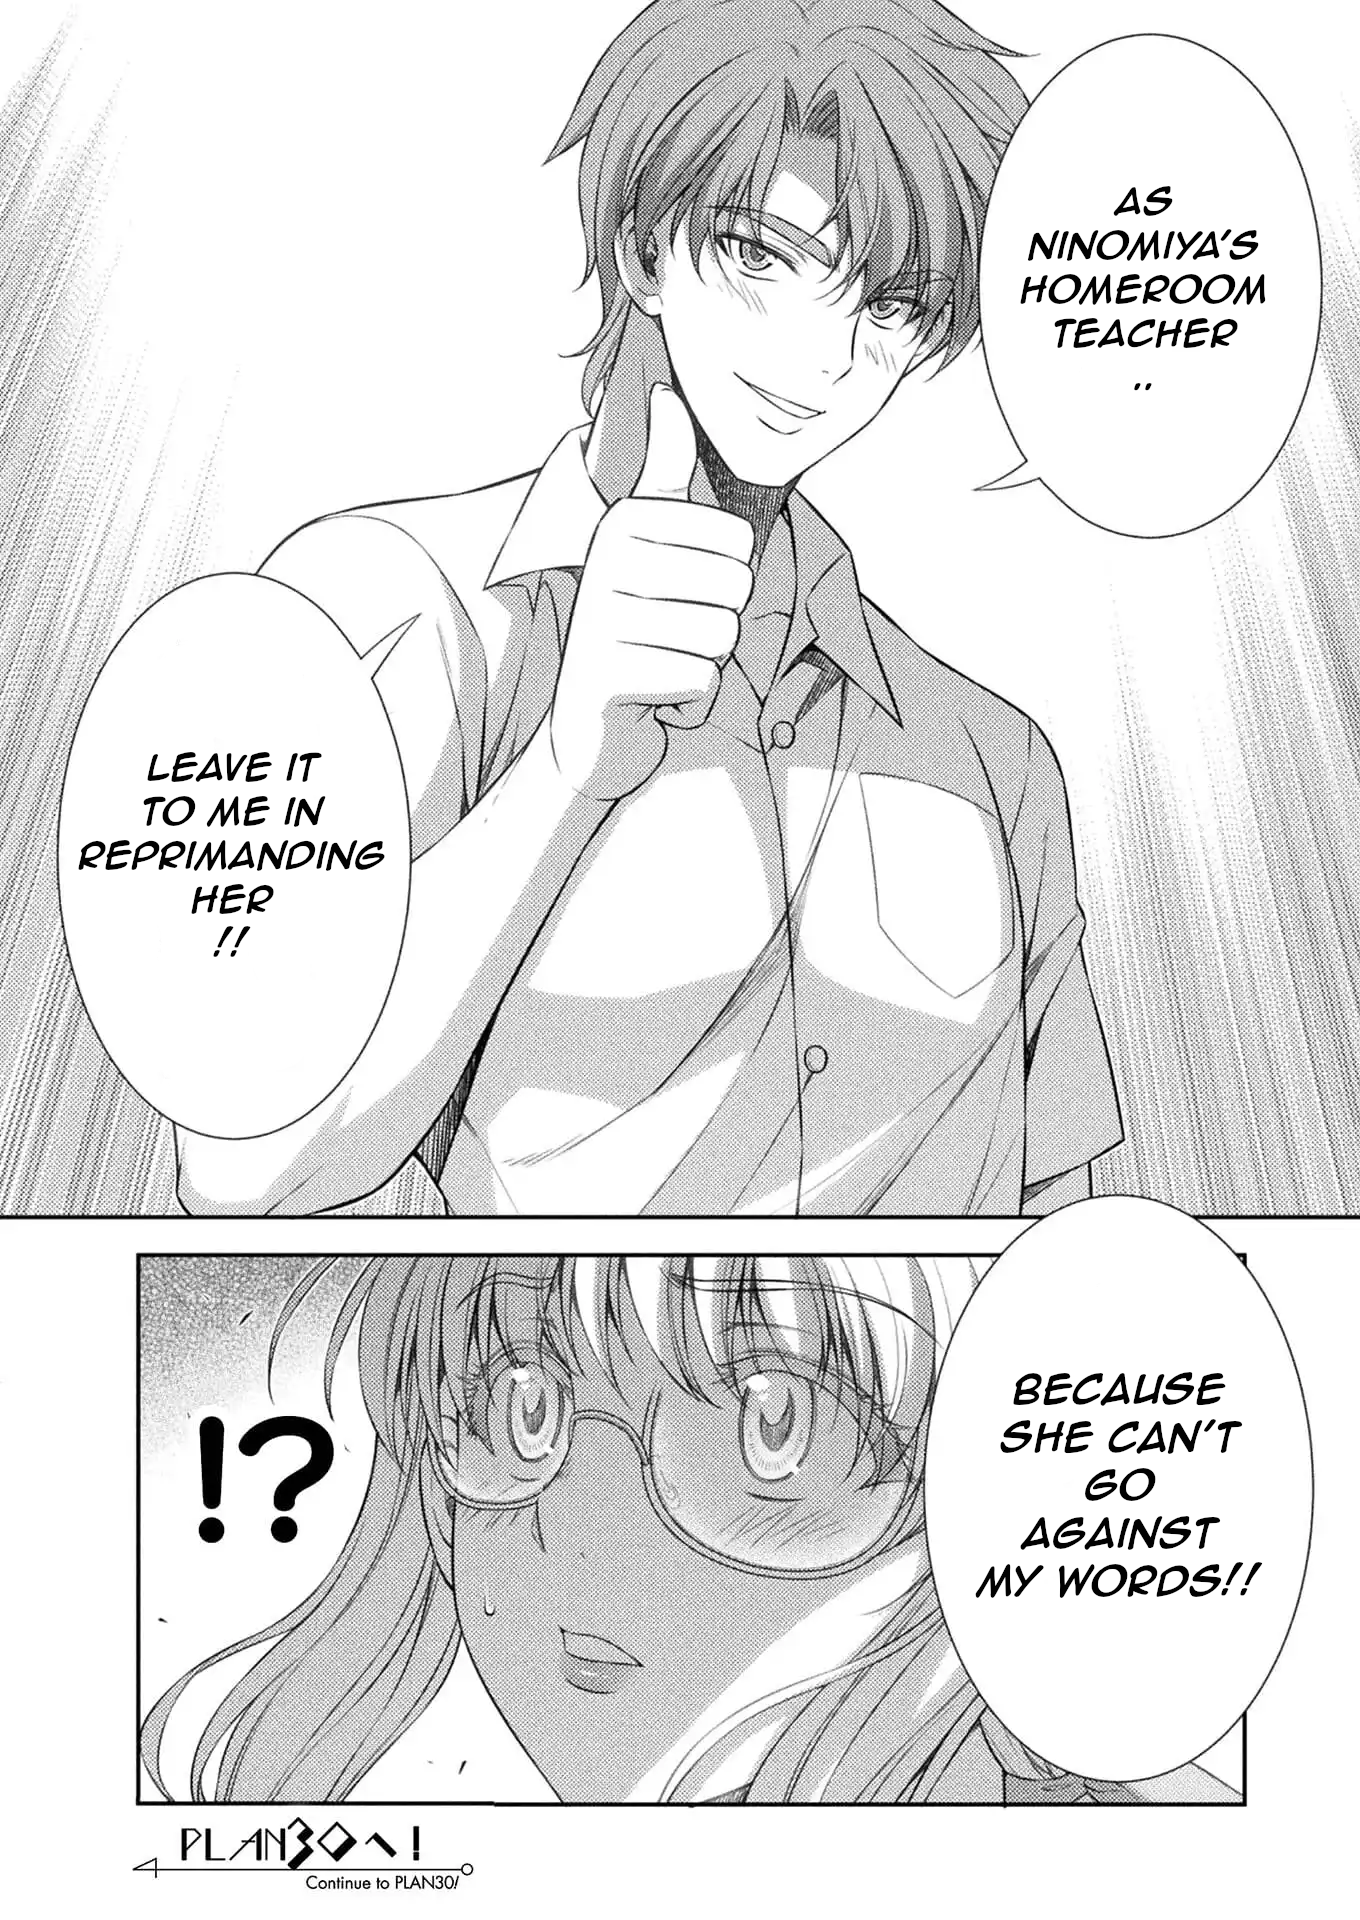 AS
NINOMIYA'S
HOMEROOM
TEACHER
..
LEAVE IT
TO ME IN
REPRIMANDING
HER
!!
BECAUSE
SHE CAN'T
GO
AGAINST
MY WORDS!!
!?
PLAN30へ!
Continue to PLAN30!